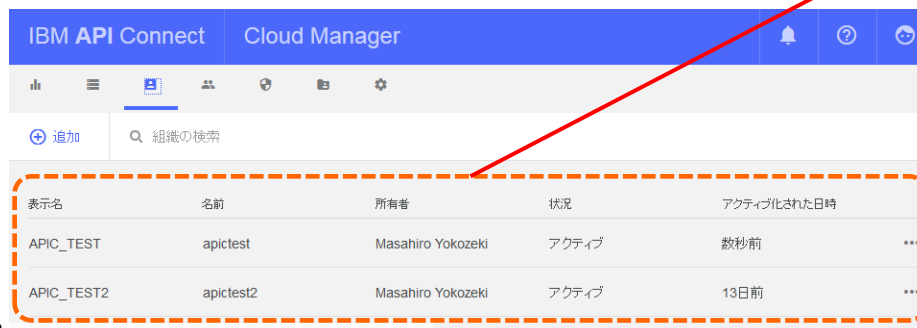 IBM API Connect Cloud Manager
追加 組織の検索
表示名 名前 所有者 状況 アクティブ化された日時
APIC_TEST apictest Masahiro Yokozeki アクティブ 数秒前
APIC_TEST2 apictest2 Masahiro Yokozeki アクティブ 13日前